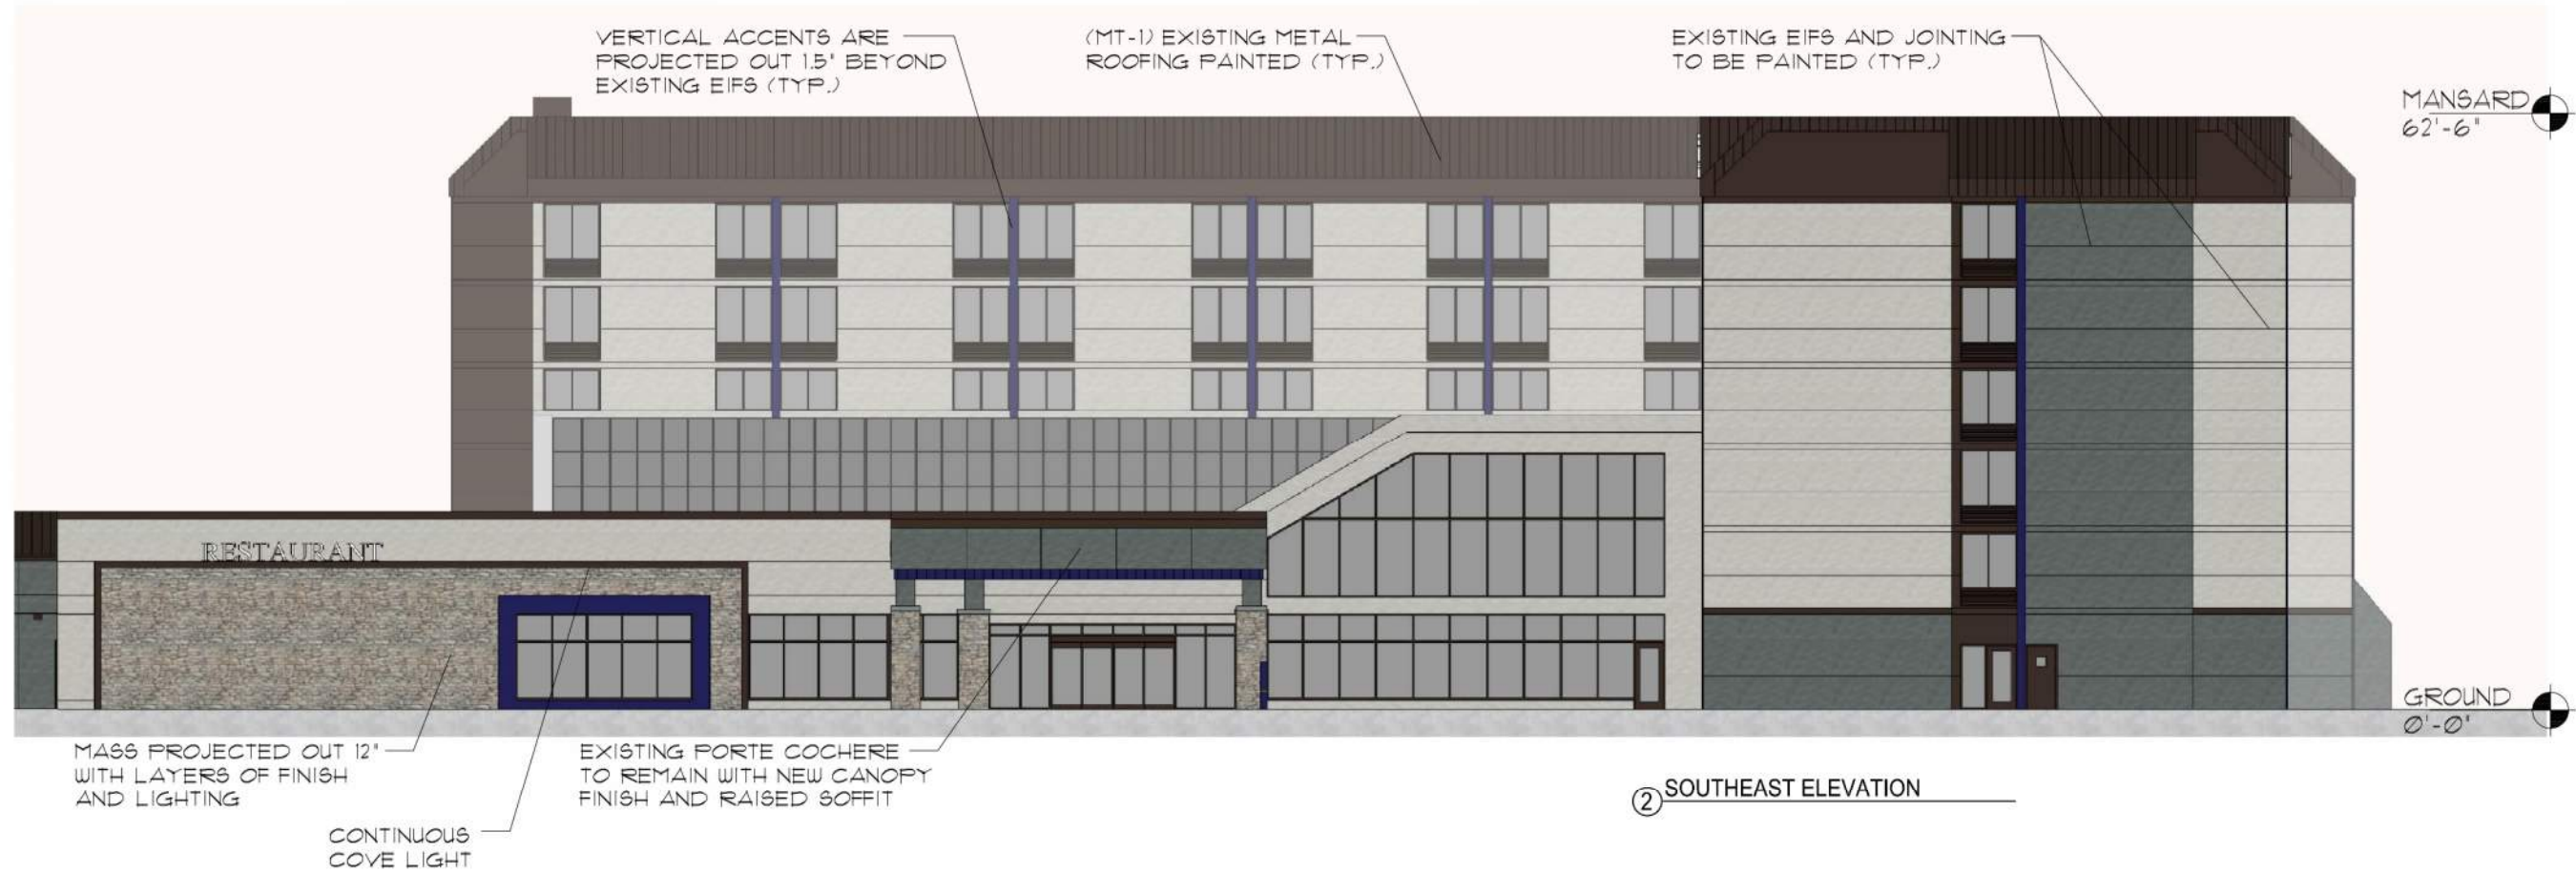 VERTICAL ACCENTS ARE
PROJECTED OUT 1.5" BEYOND
EXISTING EIFS (TYP.)
(MT-1) EXISTING METAL
ROOFING PAINTED (TYP.)
EXISTING EIFS AND JOINTING
TO BE PAINTED (TYP.)
MANSARD
62'-6"
RESTAURANT
GROUND
0'-0"
MASS PROJECTED OUT 12"
WITH LAYERS OF FINISH
AND LIGHTING
EXISTING PORTE COCHERE
TO REMAIN WITH NEW CANOPY
FINISH AND RAISED SOFFIT
CONTINUOUS
COVE LIGHT
2 SOUTHEAST ELEVATION